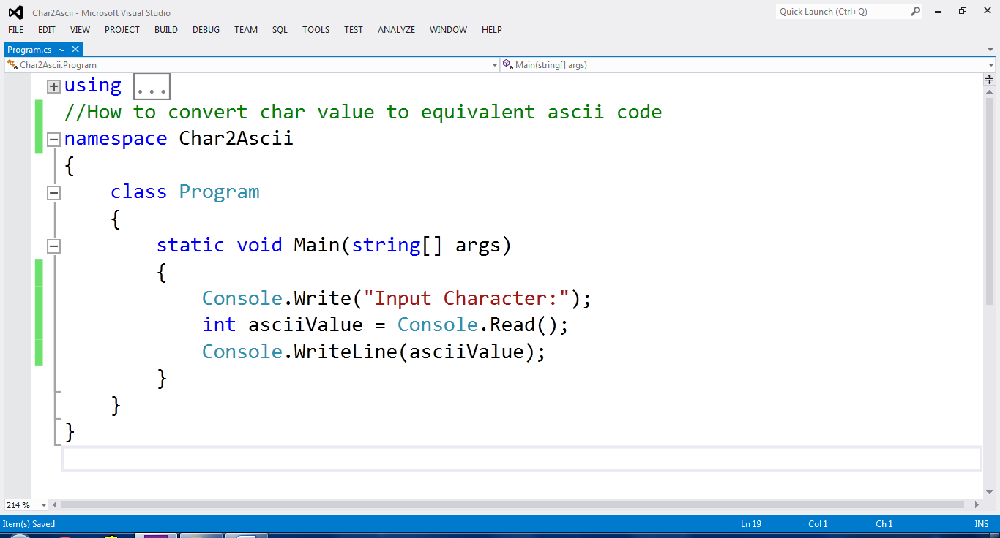 Char2Ascii - Microsoft Visual Studio
Quick Launch (Ctrl+Q)
FILE EDIT VIEW PROJECT BUILD DEBUG TEAM SQL TOOLS TEST ANALYZE WINDOW HELP
Program.cs
Char2Ascii.Program
Main(string[] args)
using ...
//How to convert char value to equivalent ascii code
namespace Char2Ascii
{
class Program
{
static void Main(string[] args)
{
Console.Write("Input Character:");
int asciiValue = Console.Read();
Console.WriteLine(asciiValue);
}
}
}
214 %
Item(s) Saved Ln 19 Col 1 Ch 1 INS